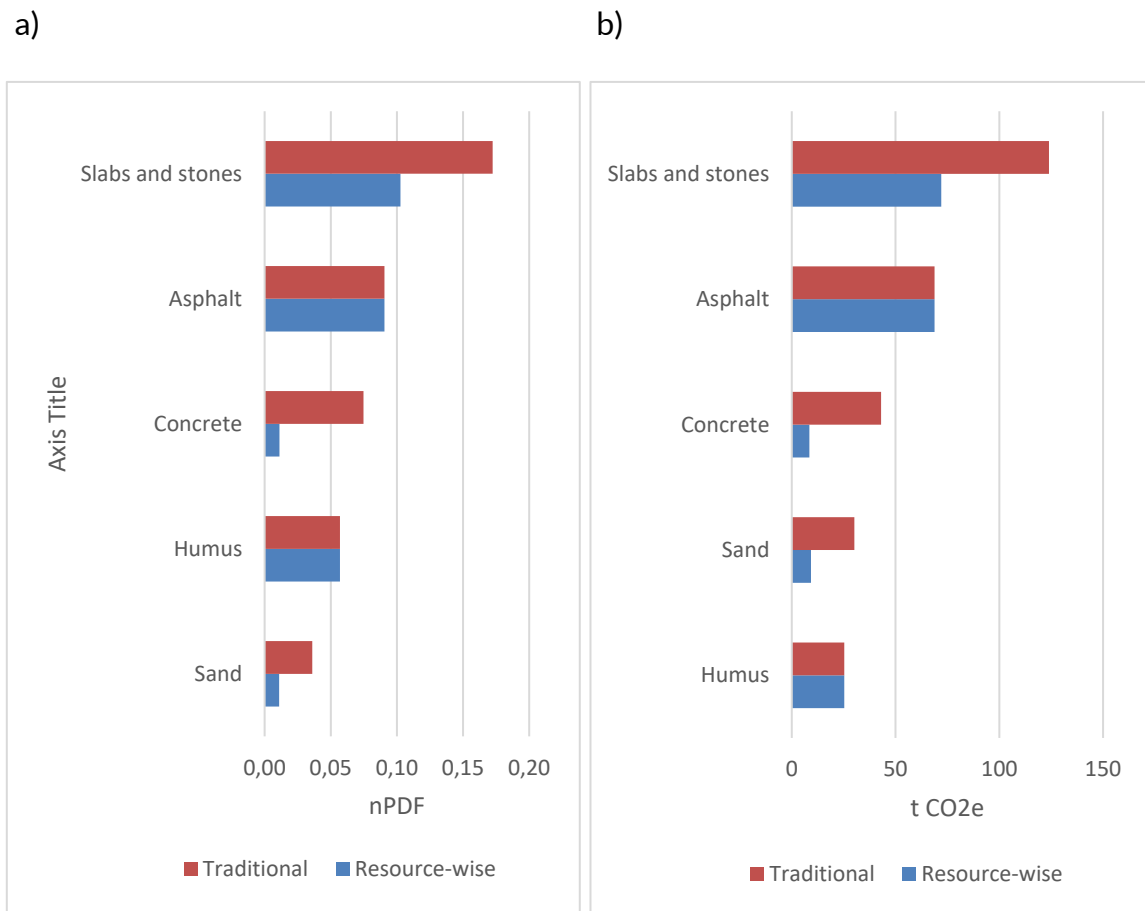 a)
Axis Title
Slabs and stones
Asphalt
Concrete
Humus
Sand
0,00 0,05 0,10 0,15 0,20
nPDF
Traditional Resource-wise
b)
Slabs and stones
Asphalt
Concrete
Sand
Humus
0 50 100 150
t CO2e
Traditional Resource-wise